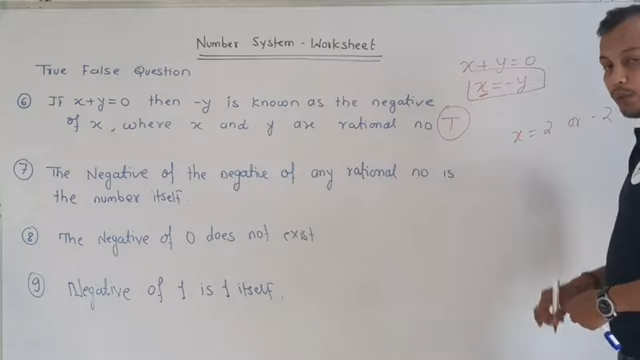 Number System - Worksheet
True False Question
⑥ If x+y=0 then -y is known as the negative
of x, where x and y are rational no T
⑦ The Negative of the negative of any rational no is
the number itself.
⑧ The Negative of 0 does not exist
⑨ Negative of 1 is 1 itself.
x+y=0
x=-y
x=2 or -2